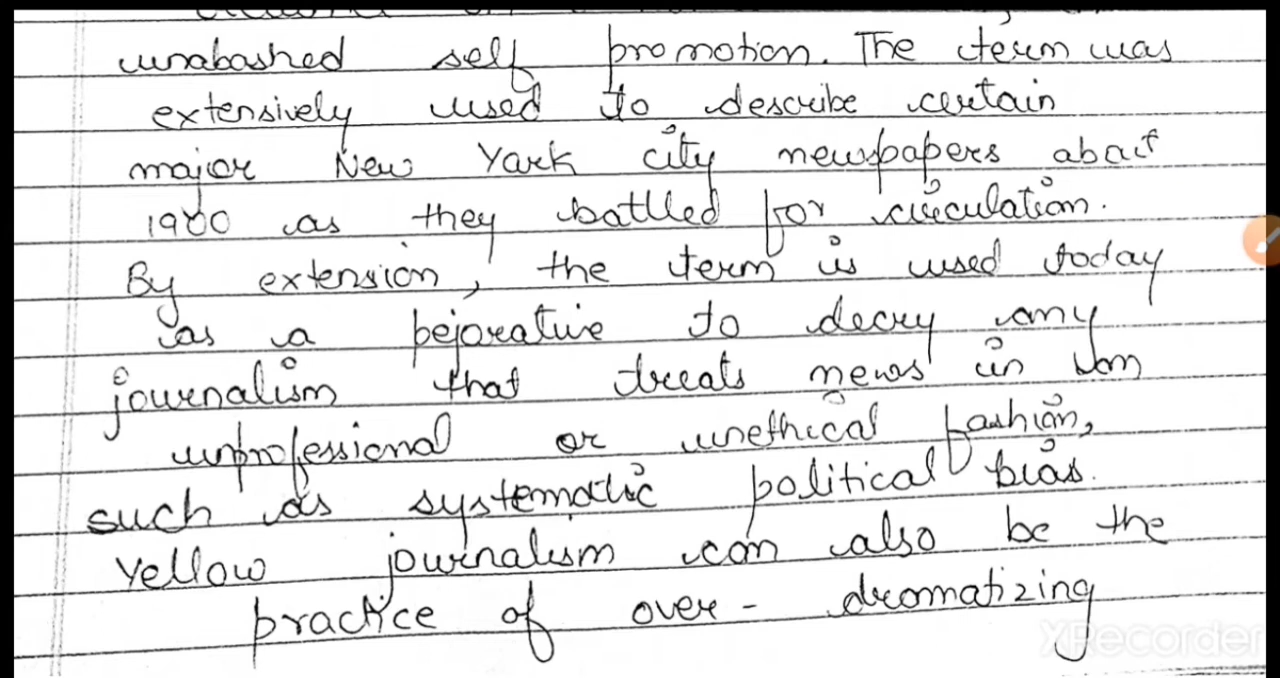 unabashed self promotion. The term was
extensively used to describe certain
major New York city newspapers about
1900 as they battled for circulation.
By extension, the term is used today
as a pejorative to decry any
journalism that treats news in an
unprofessional or unethical fashion,
such as systematic political bias.
Yellow journalism can also be the
practice of over - dramatizing
XRecorder